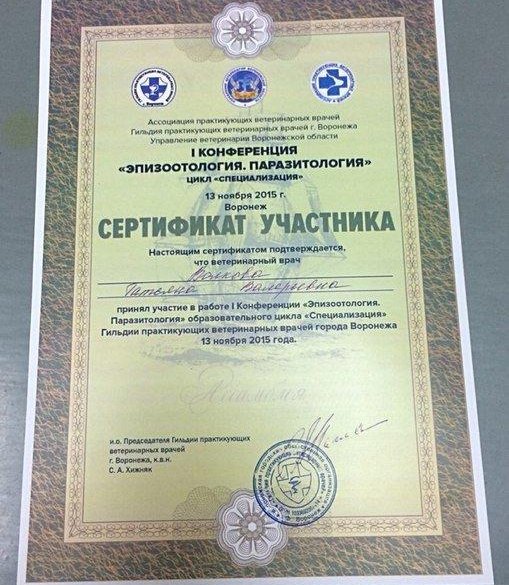 Ассоциация практикующих ветеринарных врачей
Гильдия практикующих ветеринарных врачей г. Воронежа
Управление ветеринарии Воронежской области
I КОНФЕРЕНЦИЯ
«ЭПИЗООТОЛОГИЯ. ПАРАЗИТОЛОГИЯ»
ЦИКЛ «СПЕЦИАЛИЗАЦИЯ»
13 ноября 2015 г.
Воронеж
СЕРТИФИКАТ УЧАСТНИКА
Настоящим сертификатом подтверждается,
что ветеринарный врач
Волкова
Татьяна Валерьевна
принял участие в работе I Конференции «Эпизоотология.
Паразитология» образовательного цикла «Специализация»
Гильдии практикующих ветеринарных врачей города Воронежа
13 ноября 2015 года.
и.о. Председателя Гильдии практикующих
ветеринарных врачей
г. Воронежа, к.в.н.
С. А. Хижняк